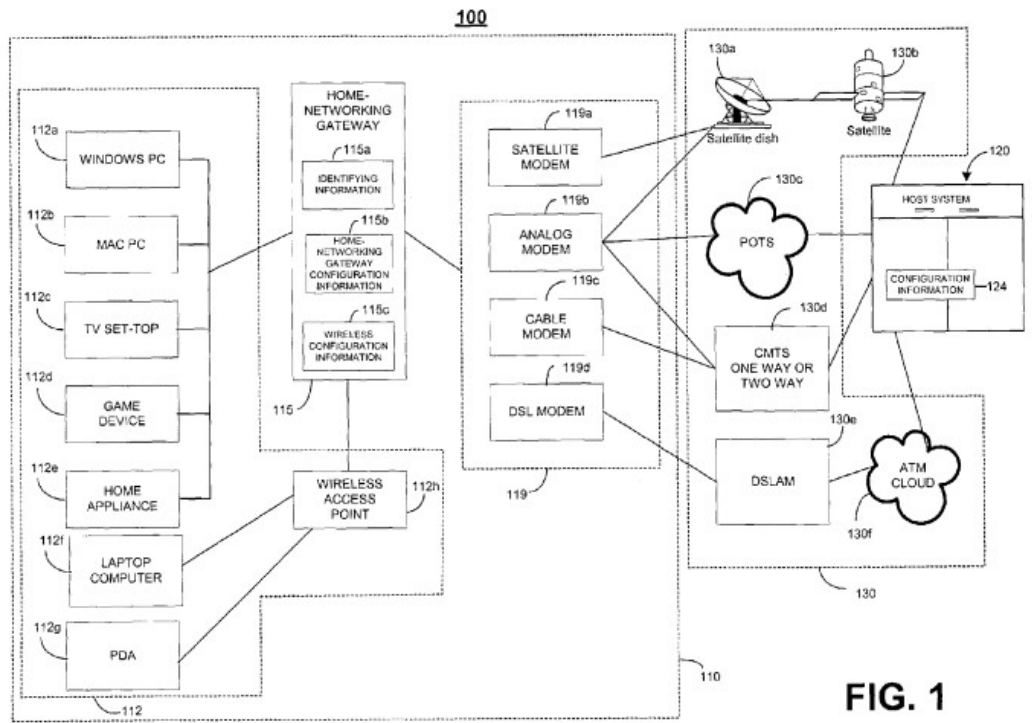 100
130a
130b
Satellite dish
Satellite
112a
WINDOWS PC
112b
MAC PC
112c
TV SET-TOP
112d
GAME
DEVICE
112e
HOME
APPLIANCE
112f
LAPTOP
COMPUTER
112g
PDA
112
HOME-
NETWORKING
GATEWAY
115a
IDENTIFYING
INFORMATION
115b
HOME-
NETWORKING
GATEWAY
CONFIGURATION
INFORMATION
115c
WIRELESS
CONFIGURATION
INFORMATION
115
WIRELESS
ACCESS
POINT
112h
119a
SATELLITE
MODEM
119b
ANALOG
MODEM
119c
CABLE
MODEM
119d
DSL MODEM
119
130c
POTS
130d
CMTS
ONE WAY OR
TWO WAY
130e
DSLAM
ATM
CLOUD
130f
130
120
HOST SYSTEM
CONFIGURATION
INFORMATION
124
110
FIG. 1